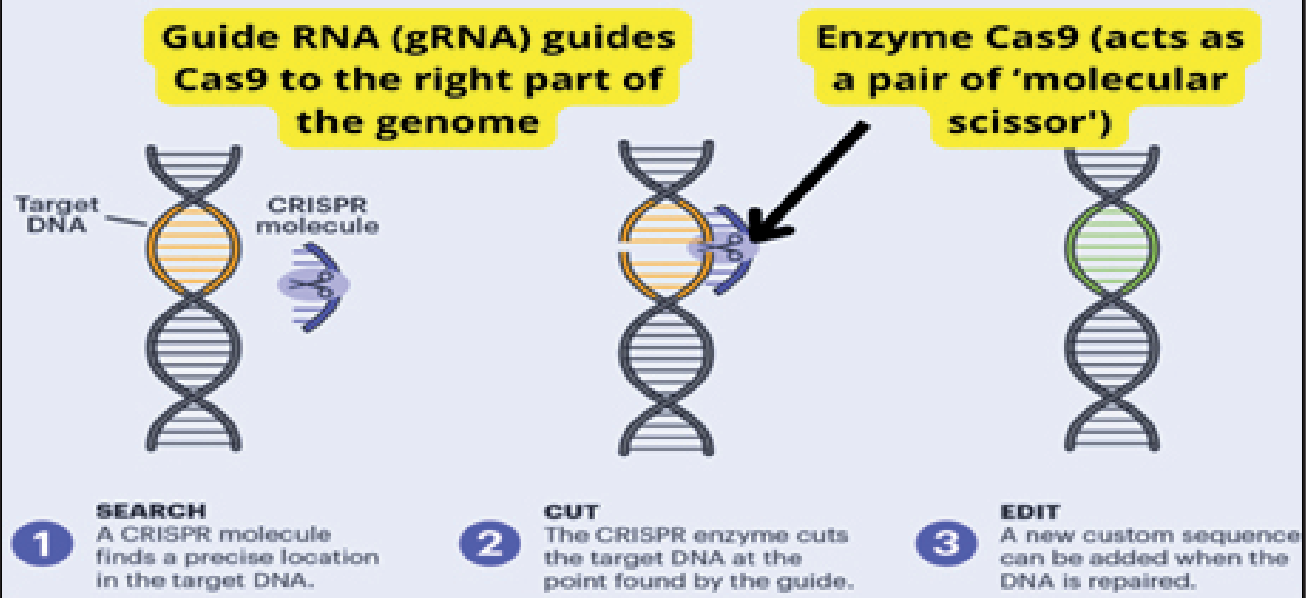 Guide RNA (gRNA) guides
Cas9 to the right part of
the genome
Enzyme Cas9 (acts as
a pair of ‘molecular
scissor')
Target
DNA
CRISPR
molecule
1
SEARCH
A CRISPR molecule
finds a precise location
in the target DNA.
2
CUT
The CRISPR enzyme cuts
the target DNA at the
point found by the guide.
3
EDIT
A new custom sequence
can be added when the
DNA is repaired.